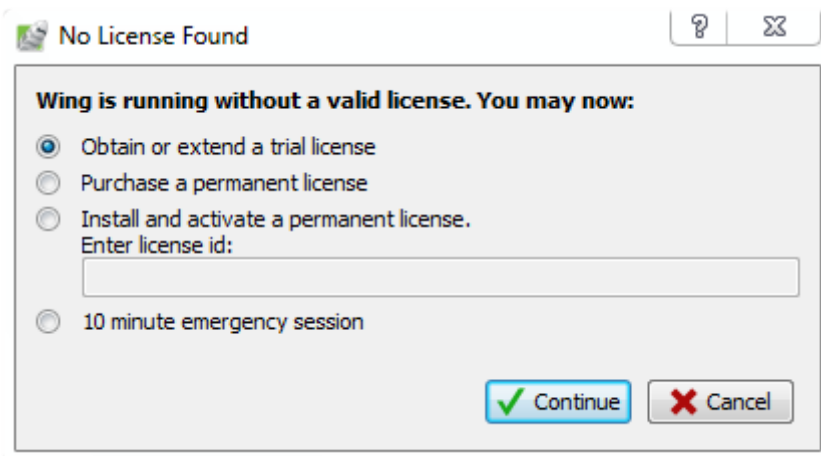 No License Found
Wing is running without a valid license. You may now:
Obtain or extend a trial license
Purchase a permanent license
Install and activate a permanent license.
Enter license id:
10 minute emergency session
Continue
Cancel